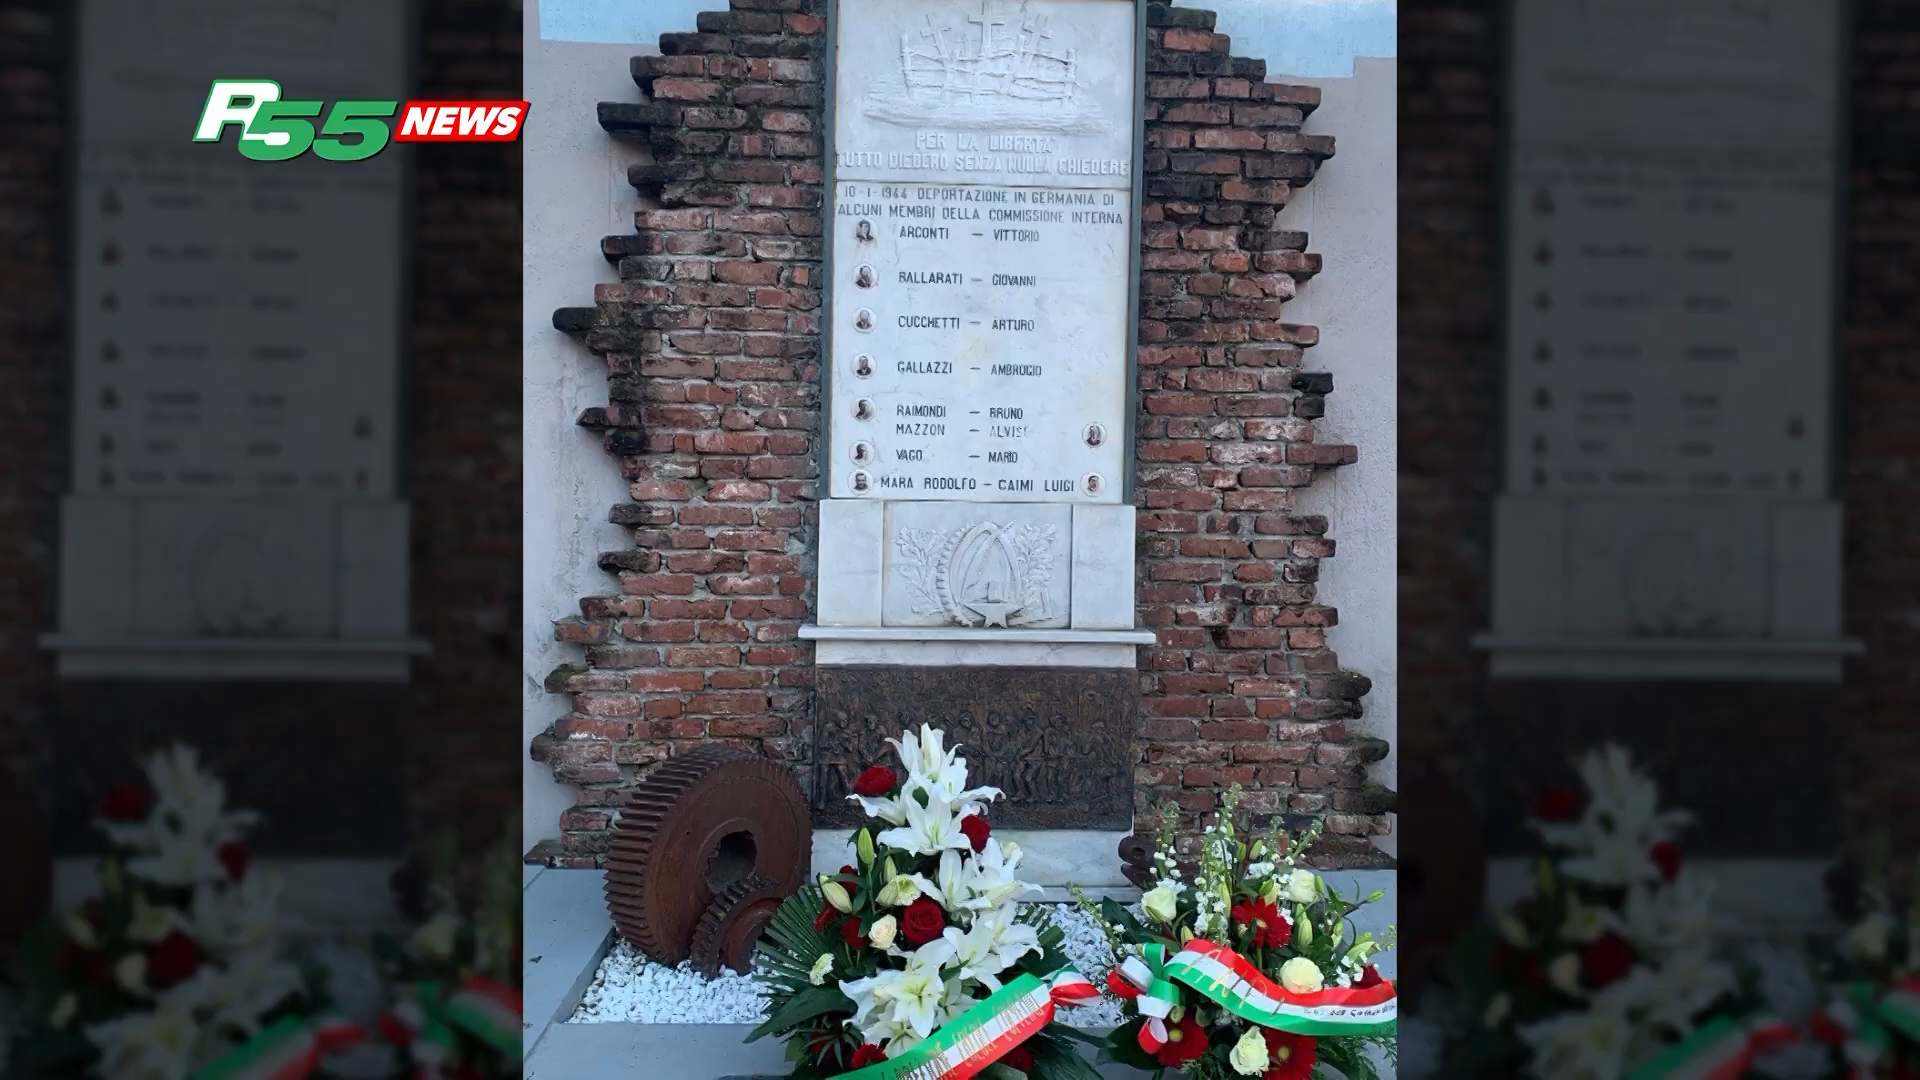 R55 NEWS
PER LA LIBERTA'
TUTTO DIEDERO SENZA NULLA CHIEDERE
10-1-1944 DEPORTAZIONE IN GERMANIA DI
ALCUNI MEMBRI DELLA COMMISSIONE INTERNA
ARCONTI — VITTORIO
BALLARATI — GIOVANNI
CUCCHETTI — ARTURO
GALLAZZI — AMBROGIO
RAIMONDI — BRUNO
MAZZON — ALVISE
VAGO — MARIO
MARA RODOLFO — CAIMI LUIGI